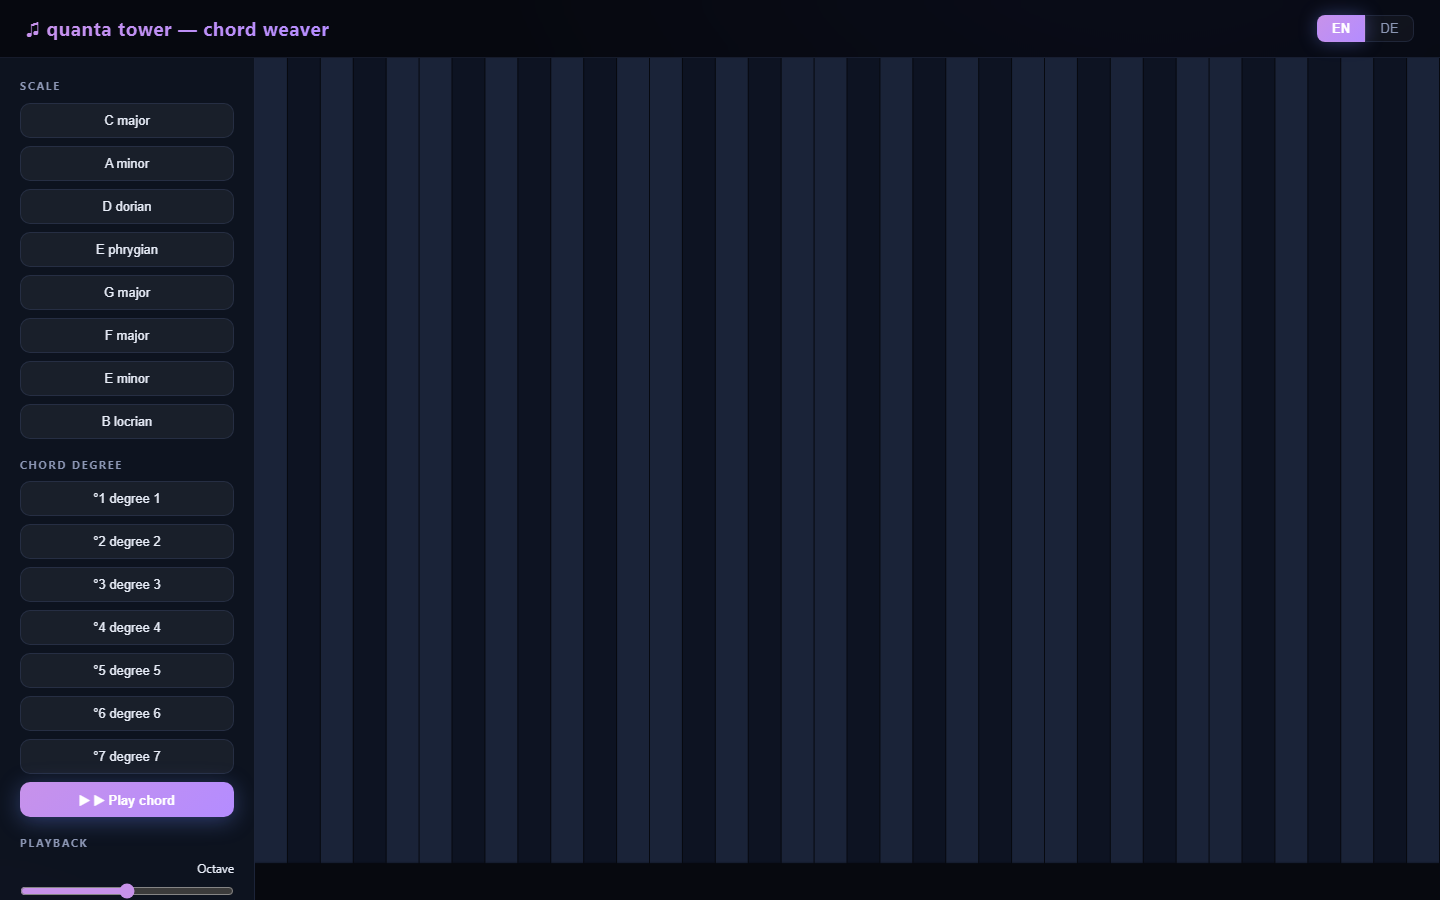 ♫ quanta tower — chord weaver
EN DE
SCALE
C major
A minor
D dorian
E phrygian
G major
F major
E minor
B locrian
CHORD DEGREE
°1 degree 1
°2 degree 2
°3 degree 3
°4 degree 4
°5 degree 5
°6 degree 6
°7 degree 7
▶ ▶ Play chord
PLAYBACK
Octave